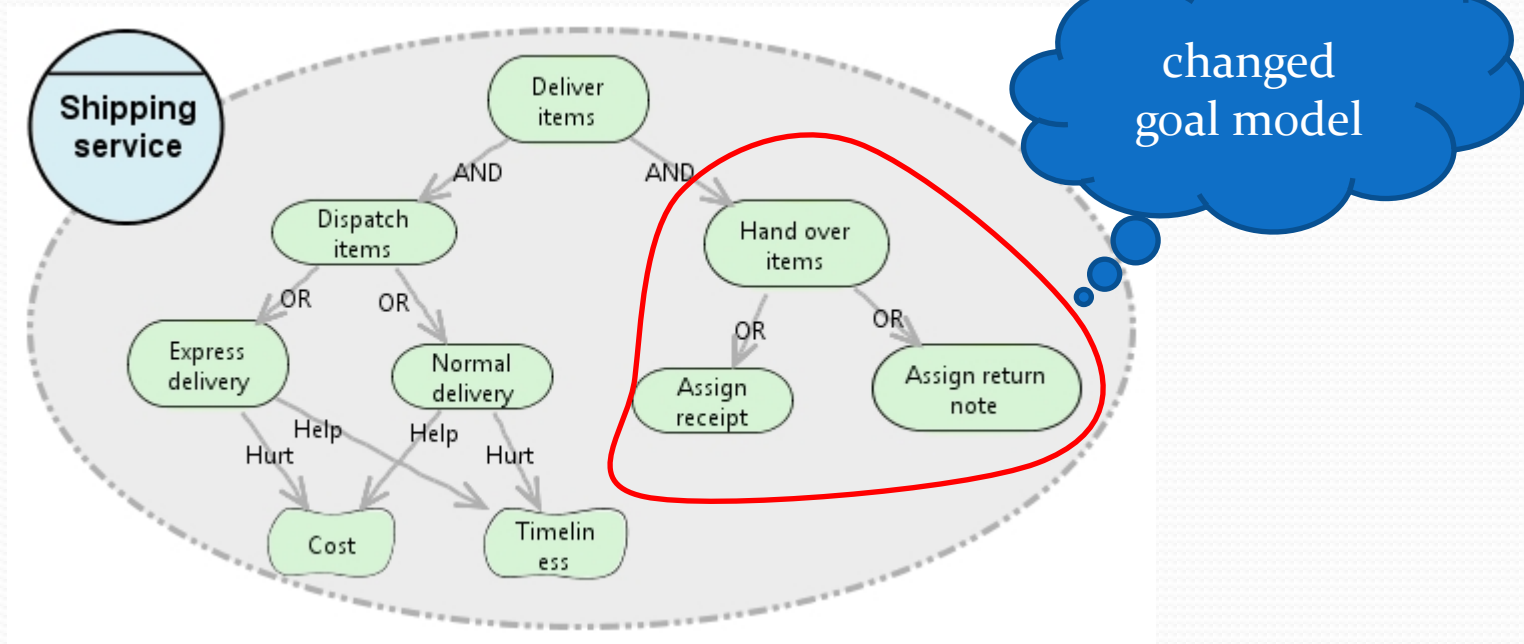 changed
goal model
Shipping
service
Deliver
items
AND
AND
Dispatch
items
Hand over
items
OR
OR
OR
OR
Express
delivery
Normal
delivery
Assign
receipt
Assign return
note
Help
Help
Hurt
Hurt
Cost
Timelin
ess